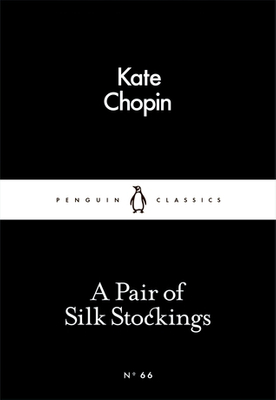 Kate
Chopin
PENGUIN CLASSICS
A Pair of
Silk Stockings
Nº 66